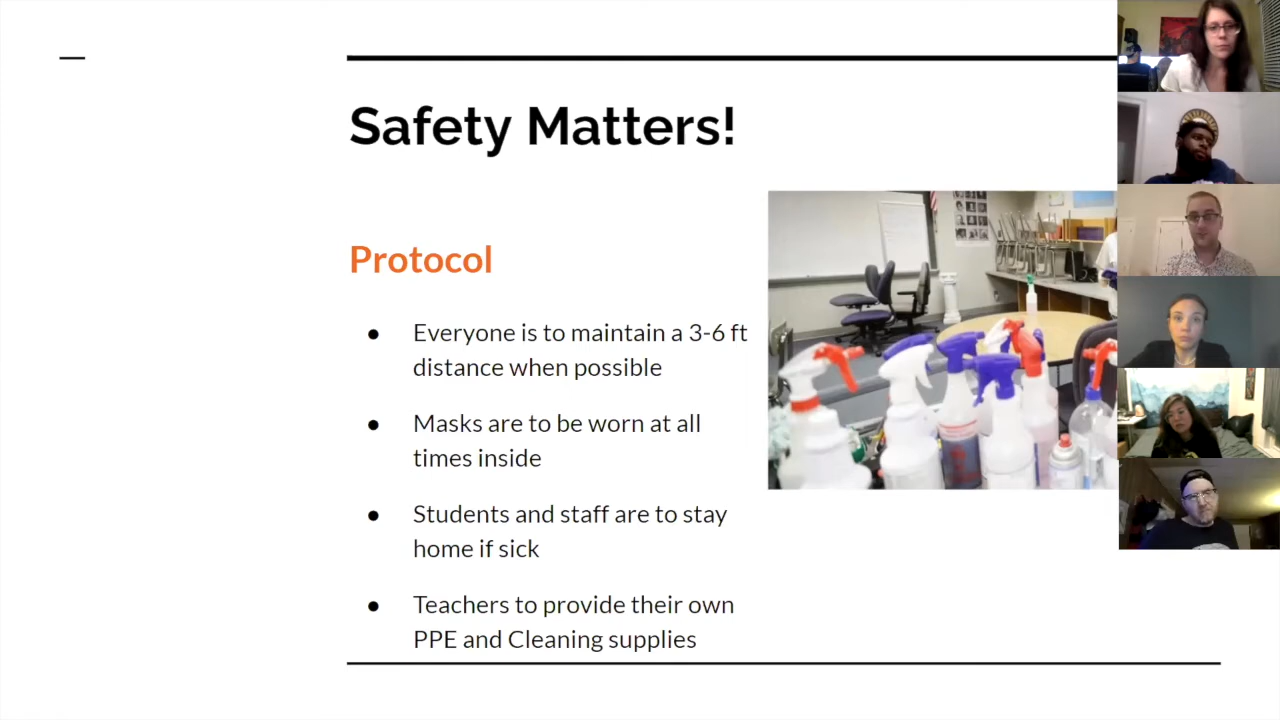 Safety Matters!
Protocol
● Everyone is to maintain a 3-6 ft
distance when possible
● Masks are to be worn at all
times inside
● Students and staff are to stay
home if sick
● Teachers to provide their own
PPE and Cleaning supplies